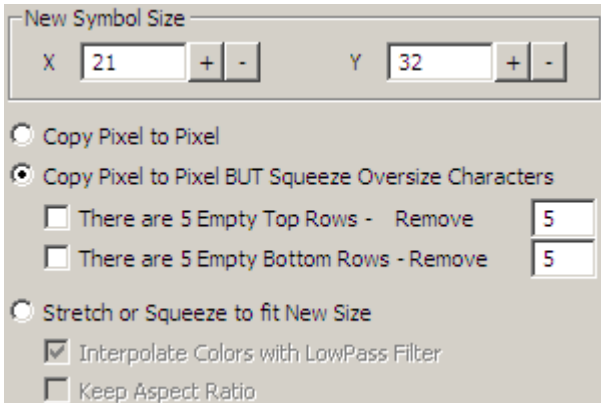 New Symbol Size
X 21 + - Y 32 + -
Copy Pixel to Pixel
Copy Pixel to Pixel BUT Squeeze Oversize Characters
There are 5 Empty Top Rows - Remove 5
There are 5 Empty Bottom Rows - Remove 5
Stretch or Squeeze to fit New Size
Interpolate Colors with LowPass Filter
Keep Aspect Ratio